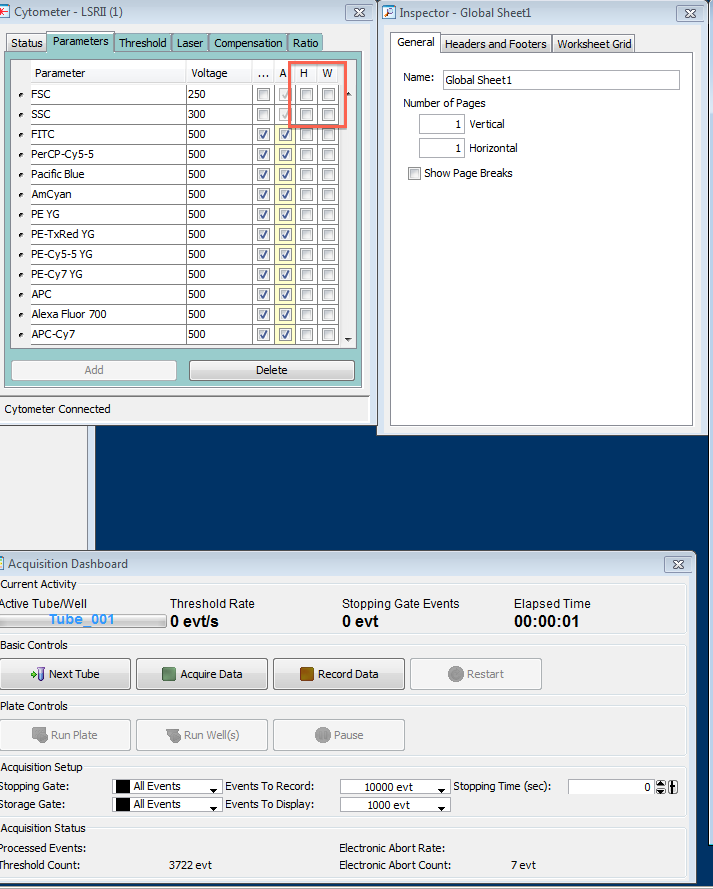 Cytometer - LSRII (1)
Status Parameters Threshold Laser Compensation Ratio
Parameter Voltage ... A H W
FSC 250
SSC 300
FITC 500
PerCP-Cy5-5 500
Pacific Blue 500
AmCyan 500
PE YG 500
PE-TxRed YG 500
PE-Cy5-5 YG 500
PE-Cy7 YG 500
APC 500
Alexa Fluor 700 500
APC-Cy7 500
Add Delete
Cytometer Connected
Inspector - Global Sheet1
General Headers and Footers Worksheet Grid
Name: Global Sheet1
Number of Pages
1 Vertical
1 Horizontal
Show Page Breaks
Acquisition Dashboard
Current Activity
Active Tube/Well Threshold Rate Stopping Gate Events Elapsed Time
Tube_001 0 evt/s 0 evt 00:00:01
Basic Controls
Next Tube Acquire Data Record Data Restart
Plate Controls
Run Plate Run Well(s) Pause
Acquisition Setup
Stopping Gate: All Events Events To Record: 10000 evt Stopping Time (sec): 0
Storage Gate: All Events Events To Display: 1000 evt
Acquisition Status
Processed Events: Electronic Abort Rate:
Threshold Count: 3722 evt Electronic Abort Count: 7 evt